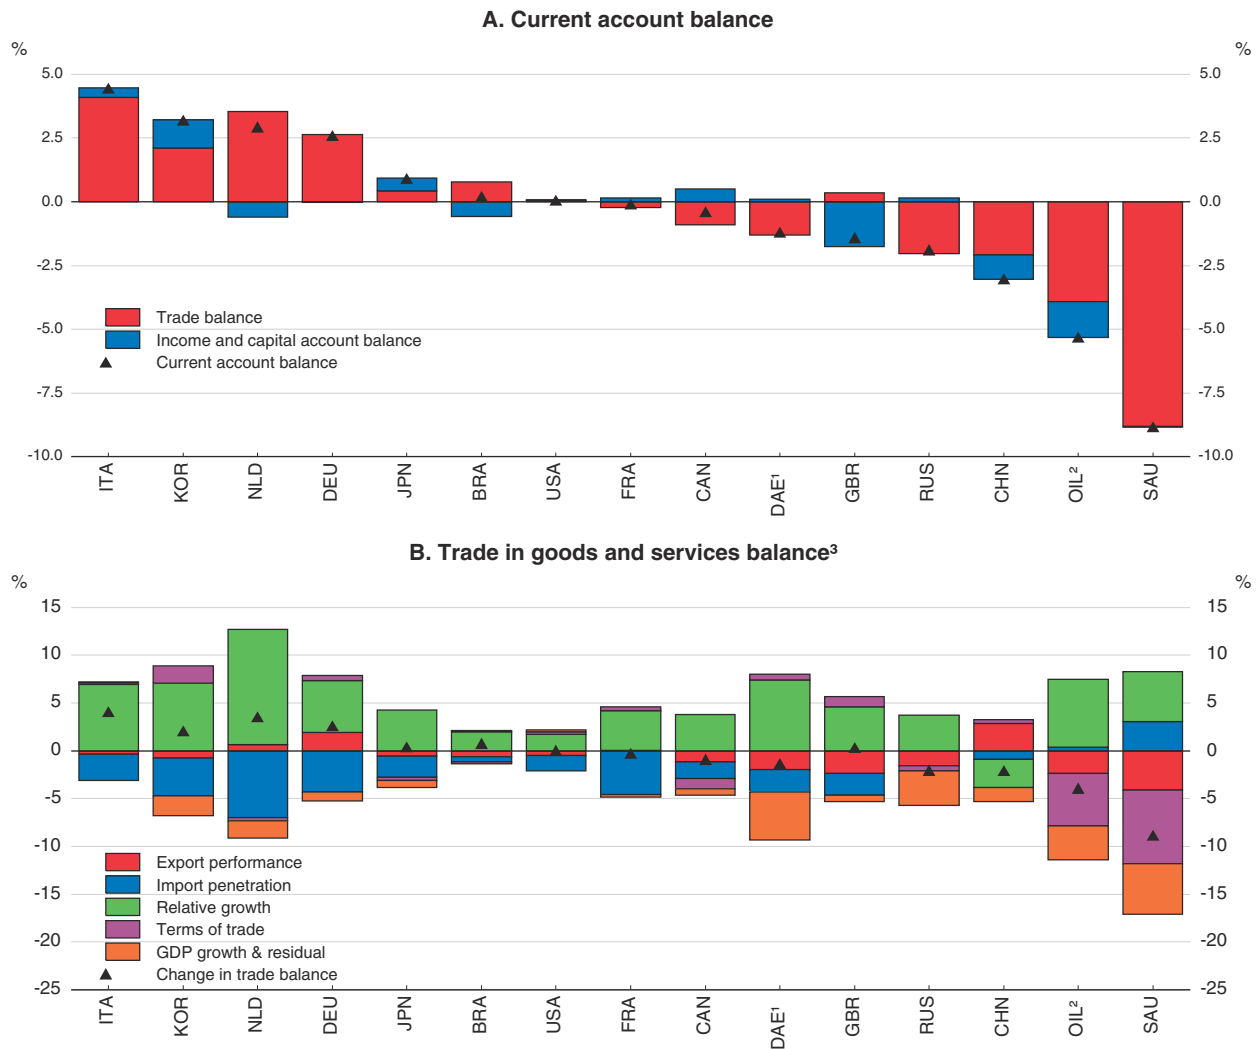 A. Current account balance
% %
5.0 5.0
2.5 2.5
0.0 0.0
-2.5 -2.5
-5.0 -5.0
-7.5 -7.5
-10.0 -10.0
Trade balance
Income and capital account balance
Current account balance
ITA KOR NLD DEU JPN BRA USA FRA CAN DAE¹ GBR RUS CHN OIL² SAU
B. Trade in goods and services balance³
% %
15 15
10 10
5 5
0 0
-5 -5
-10 -10
-15 -15
-20 -20
-25 -25
Export performance
Import penetration
Relative growth
Terms of trade
GDP growth & residual
Change in trade balance
ITA KOR NLD DEU JPN BRA USA FRA CAN DAE¹ GBR RUS CHN OIL² SAU